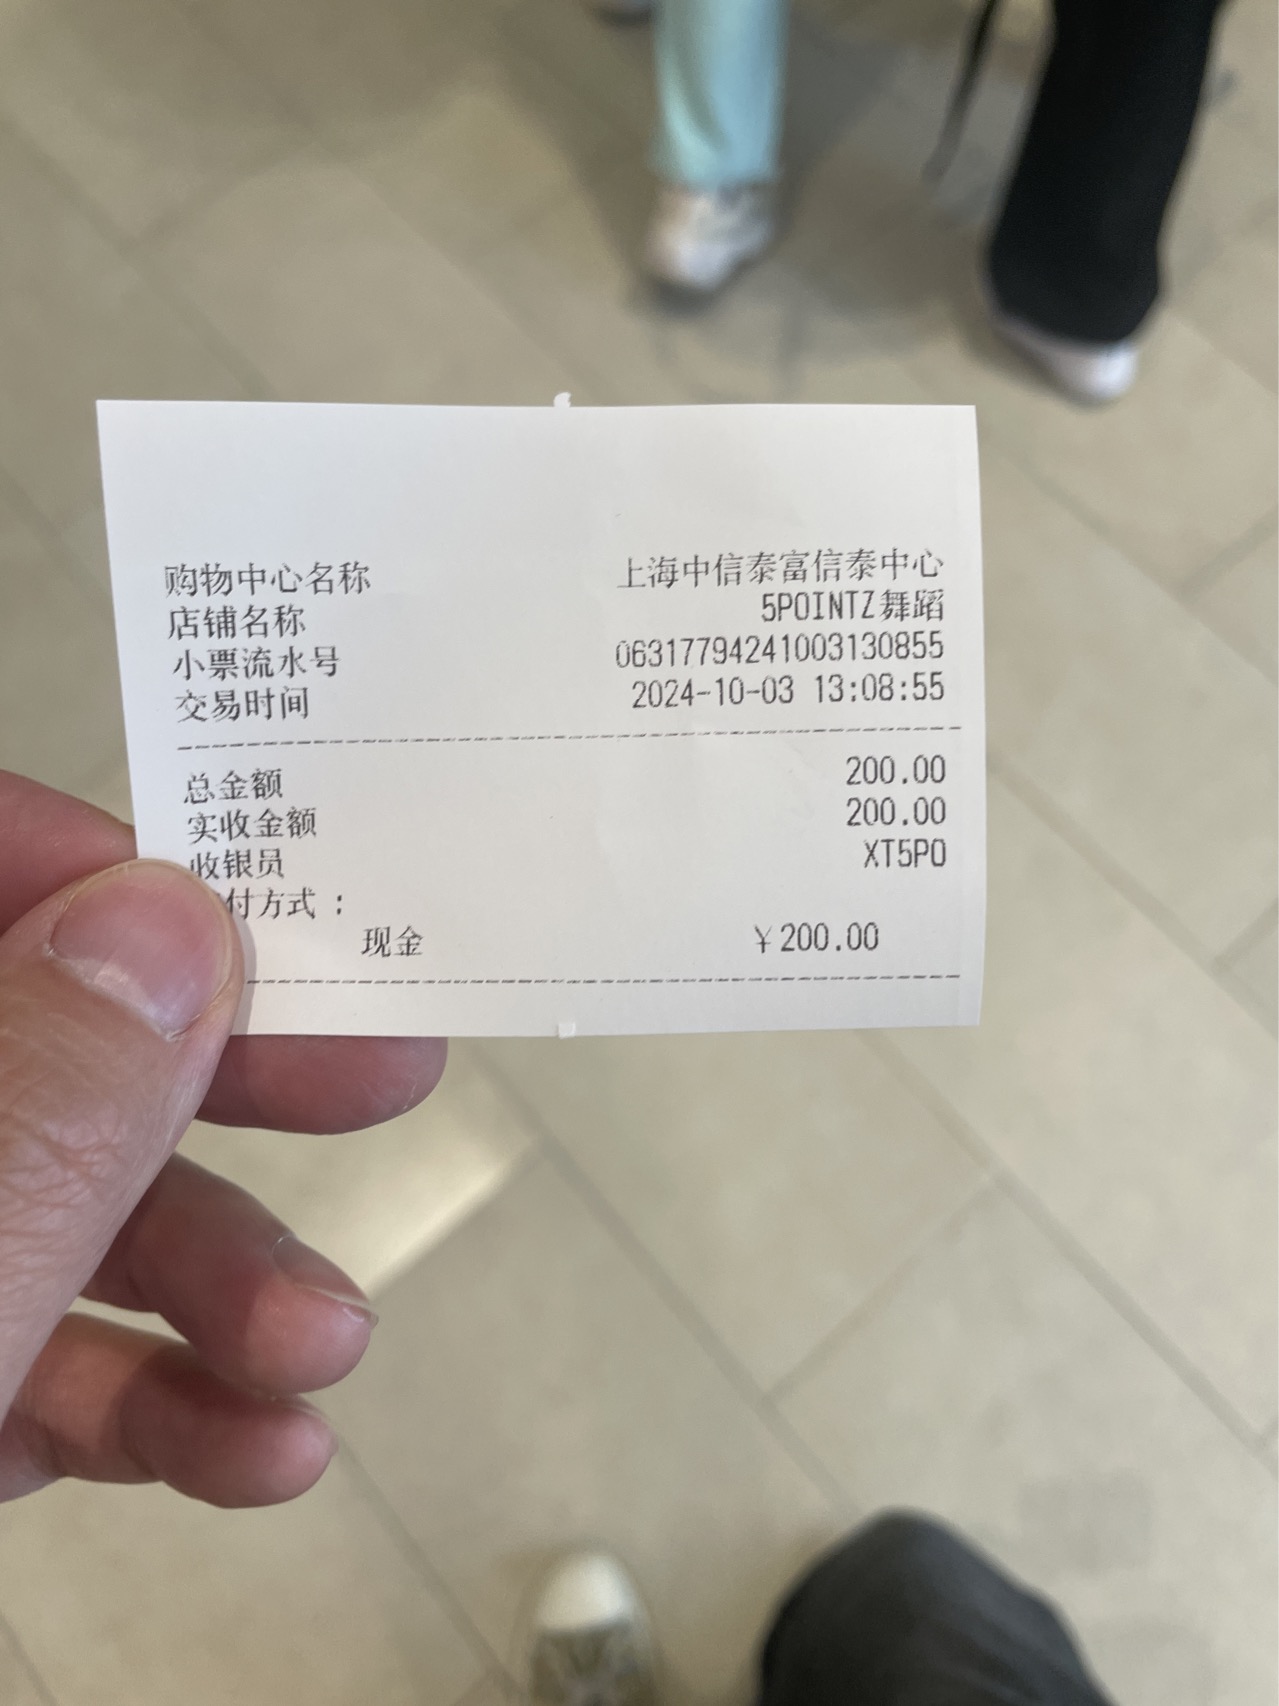 购物中心名称 上海中信泰富信泰中心
店铺名称 5POINTZ舞蹈
小票流水号 06317794241003130855
交易时间 2024-10-03 13:08:55
总金额 200.00
实收金额 200.00
收银员 XT5P0
付方式：
现金 ￥200.00